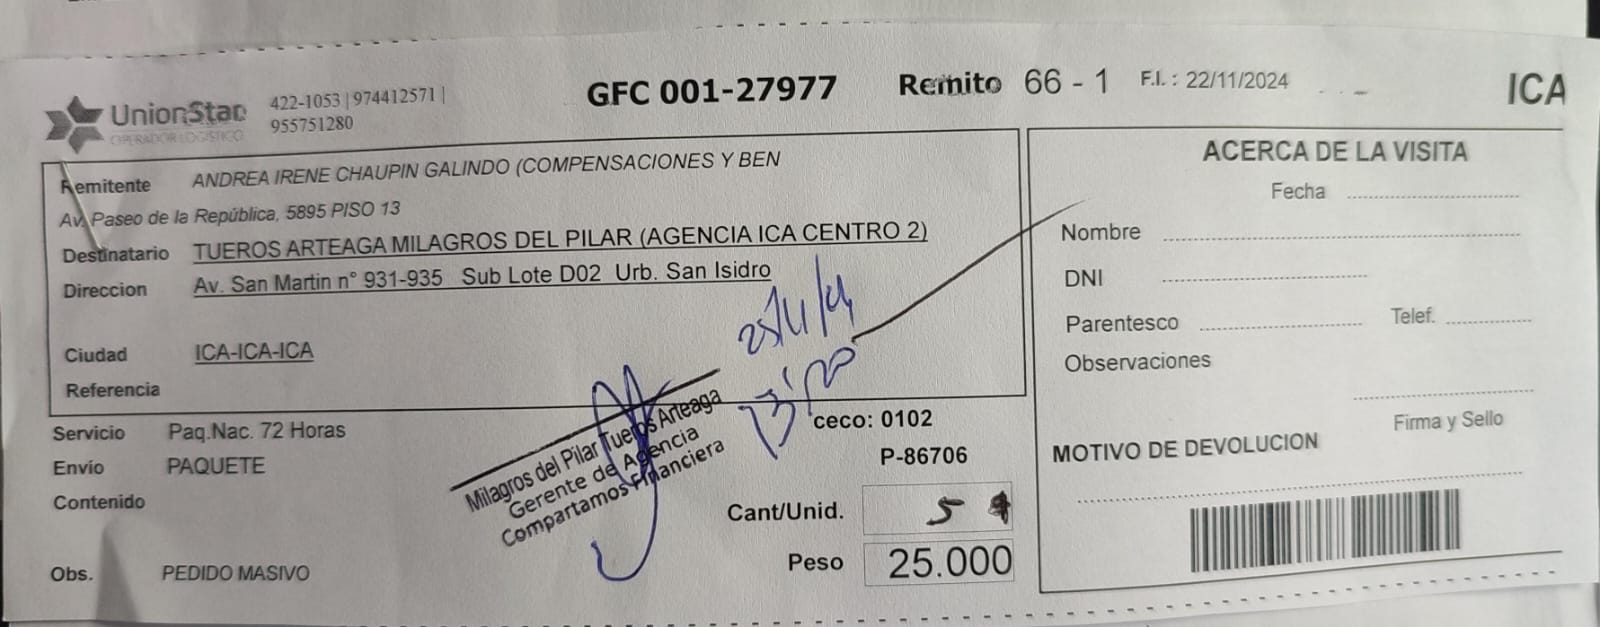 UnionStar
OPERADOR LOGÍSTICO
422-1053 | 974412571 |
955751280
GFC 001-27977
Remito 66 - 1
F.I. : 22/11/2024
ICA
Remitente ANDREA IRENE CHAUPIN GALINDO (COMPENSACIONES Y BEN
Av. Paseo de la República, 5895 PISO 13
Destinatario TUEROS ARTEAGA MILAGROS DEL PILAR (AGENCIA ICA CENTRO 2)
Direccion Av. San Martin n° 931-935 Sub Lote D02 Urb. San Isidro
Ciudad ICA-ICA-ICA
Referencia
Servicio Paq.Nac. 72 Horas
Envío PAQUETE
Contenido
Obs. PEDIDO MASIVO
Milagros del Pilar Tueros Arteaga
Gerente de Agencia
Compartamos Financiera
ceco: 0102
P-86706
Cant/Unid. 5
Peso 25.000
ACERCA DE LA VISITA
Fecha
Nombre
DNI
Parentesco Telef.
Observaciones
Firma y Sello
MOTIVO DE DEVOLUCION